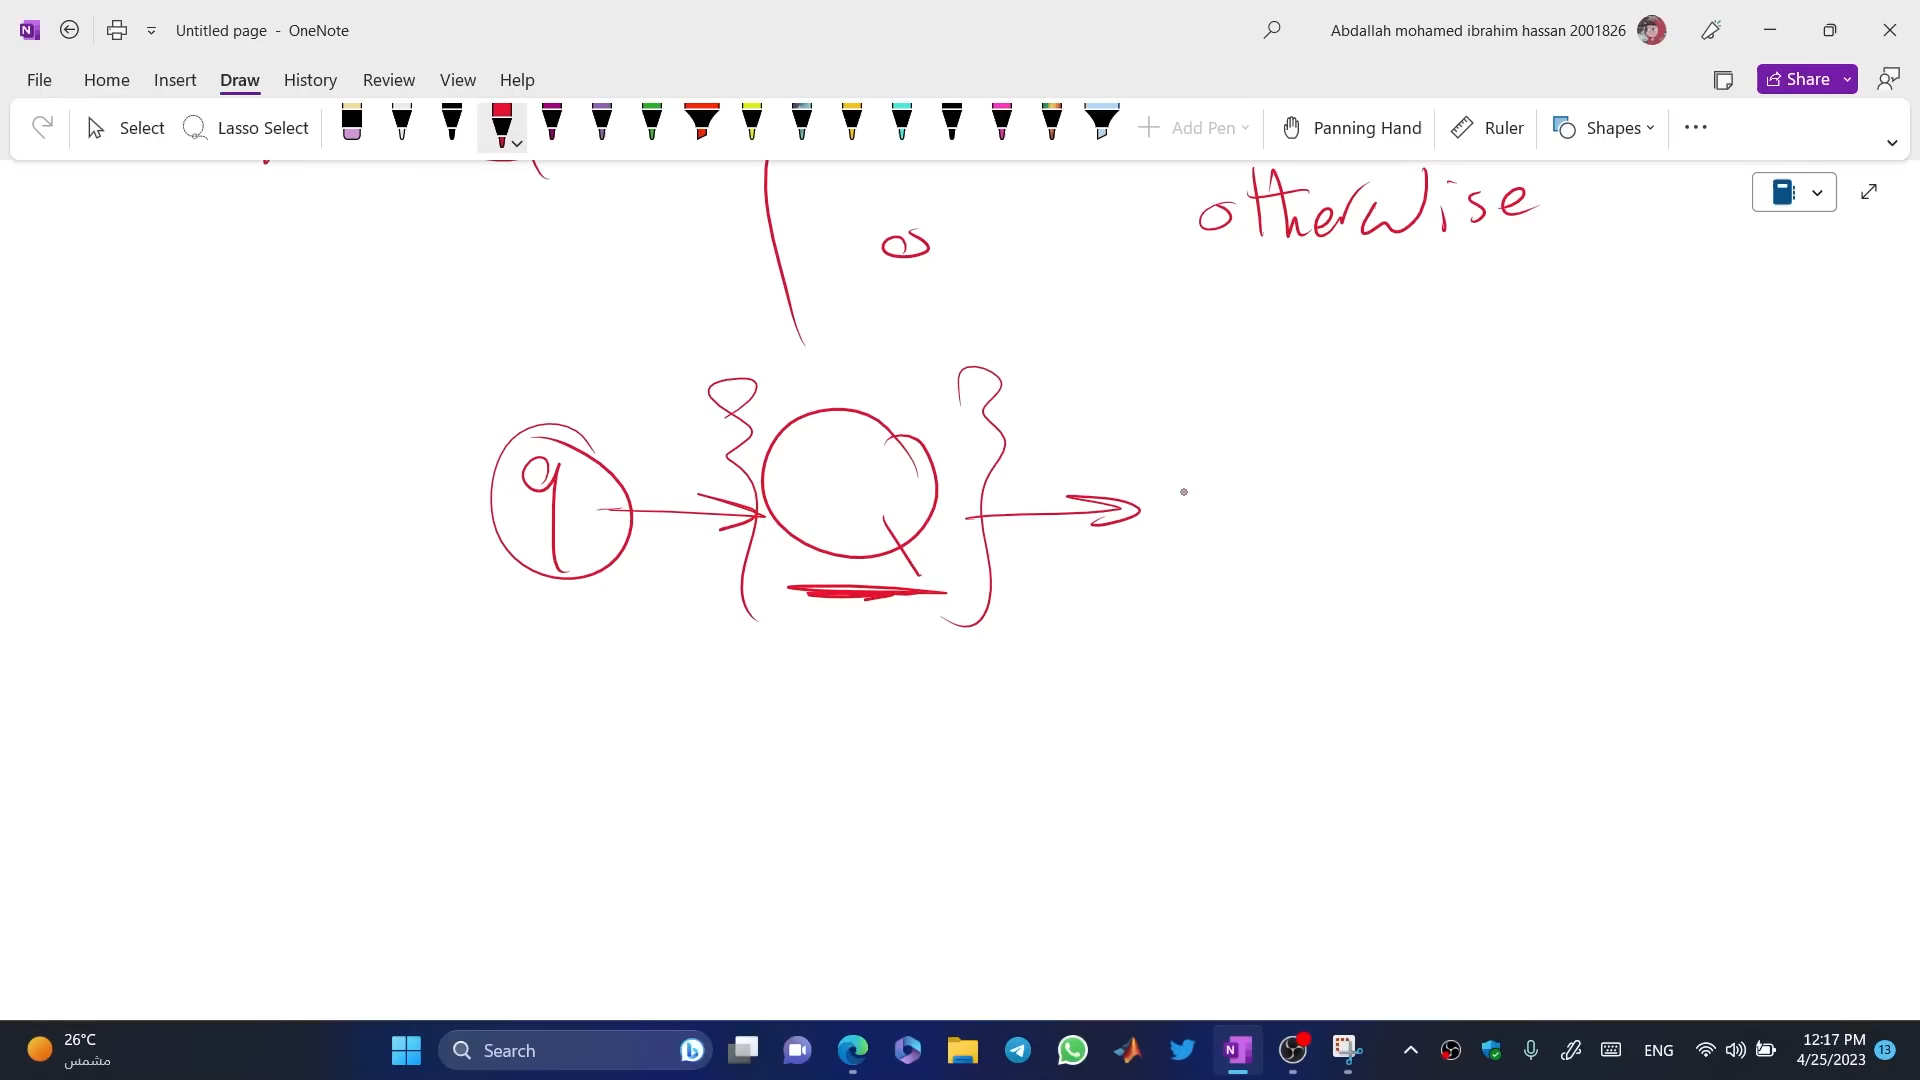 Untitled page - OneNote
Abdallah mohamed ibrahim hassan 2001826
File Home Insert Draw History Review View Help
Share
Select Lasso Select Add Pen Panning Hand Ruler Shapes
otherwise
q
26°C
مشمس
Search
ENG
12:17 PM
4/25/2023
13